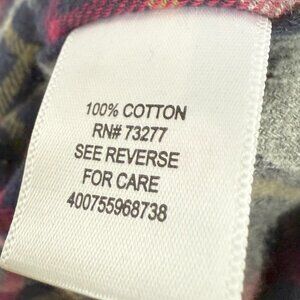 100% COTTON
RN# 73277
SEE REVERSE
FOR CARE
400755968738